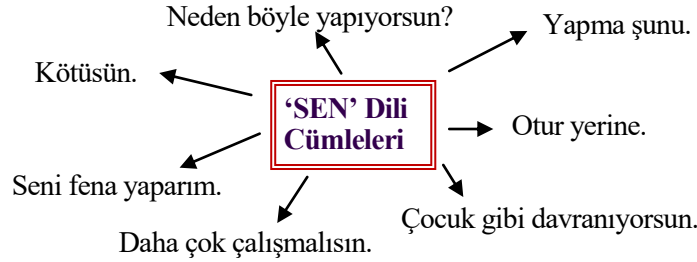 Neden böyle yapıyorsun?
Yapma şunu.
Kötüsün.
‘SEN’ Dili
Cümleleri
Otur yerine.
Seni fena yaparım.
Çocuk gibi davranıyorsun.
Daha çok çalışmalısın.